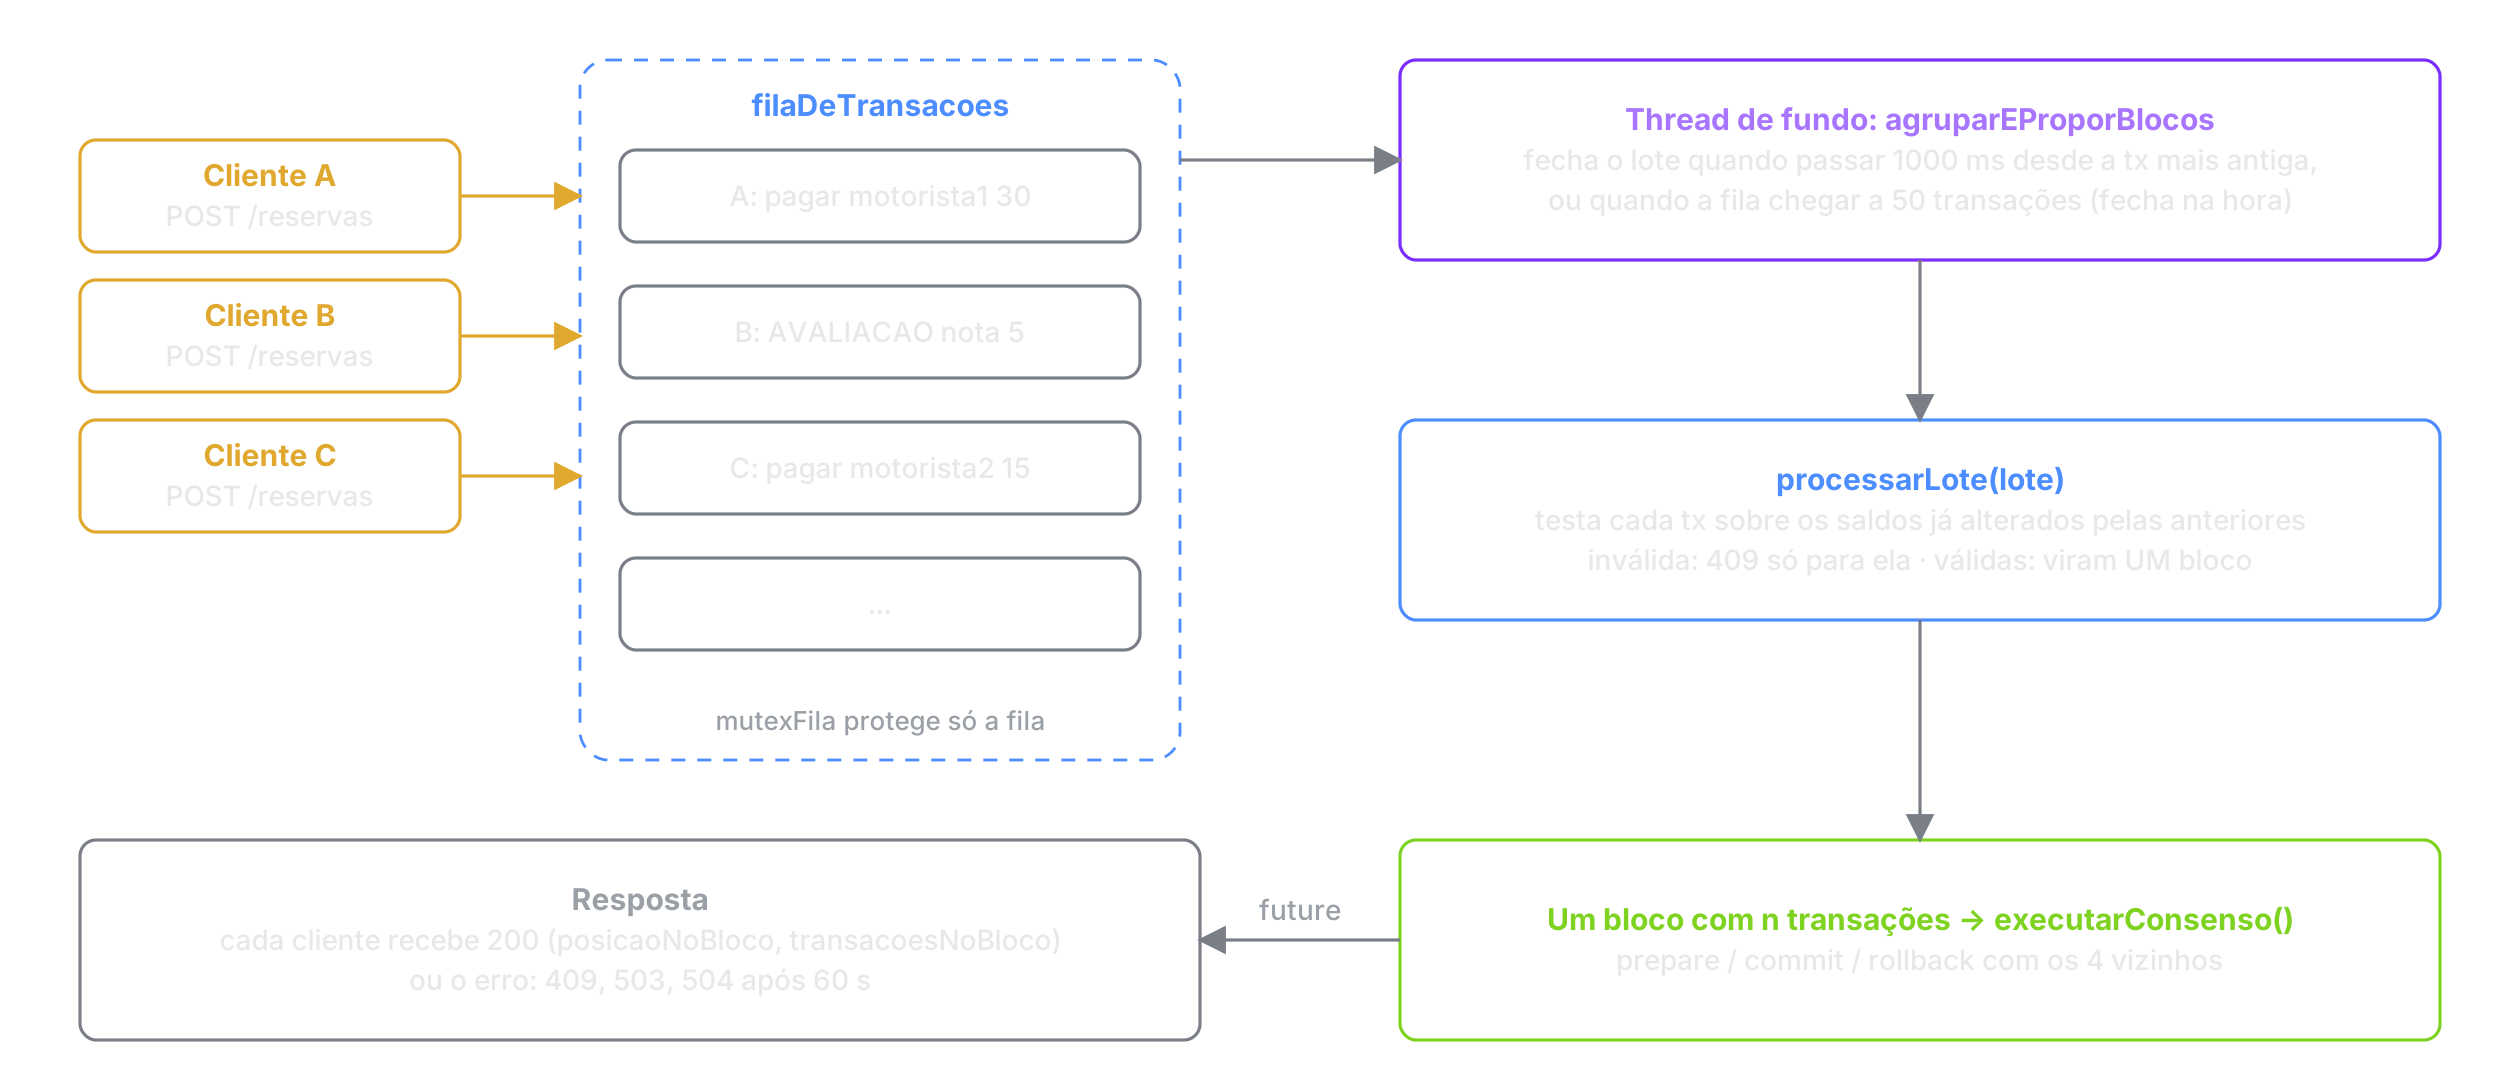 Cliente A
POST /reservas
Cliente B
POST /reservas
Cliente C
POST /reservas
filaDeTransacoes
A: pagar motorista1 30
B: AVALIACAO nota 5
C: pagar motorista2 15
...
mutexFila protege só a fila
Thread de fundo: agruparEProporBlocos
fecha o lote quando passar 1000 ms desde a tx mais antiga,
ou quando a fila chegar a 50 transações (fecha na hora)
processarLote(lote)
testa cada tx sobre os saldos já alterados pelas anteriores
inválida: 409 só para ela · válidas: viram UM bloco
Um bloco com n transações → executarConsenso()
prepare / commit / rollback com os 4 vizinhos
future
Resposta
cada cliente recebe 200 (posicaoNoBloco, transacoesNoBloco)
ou o erro: 409, 503, 504 após 60 s